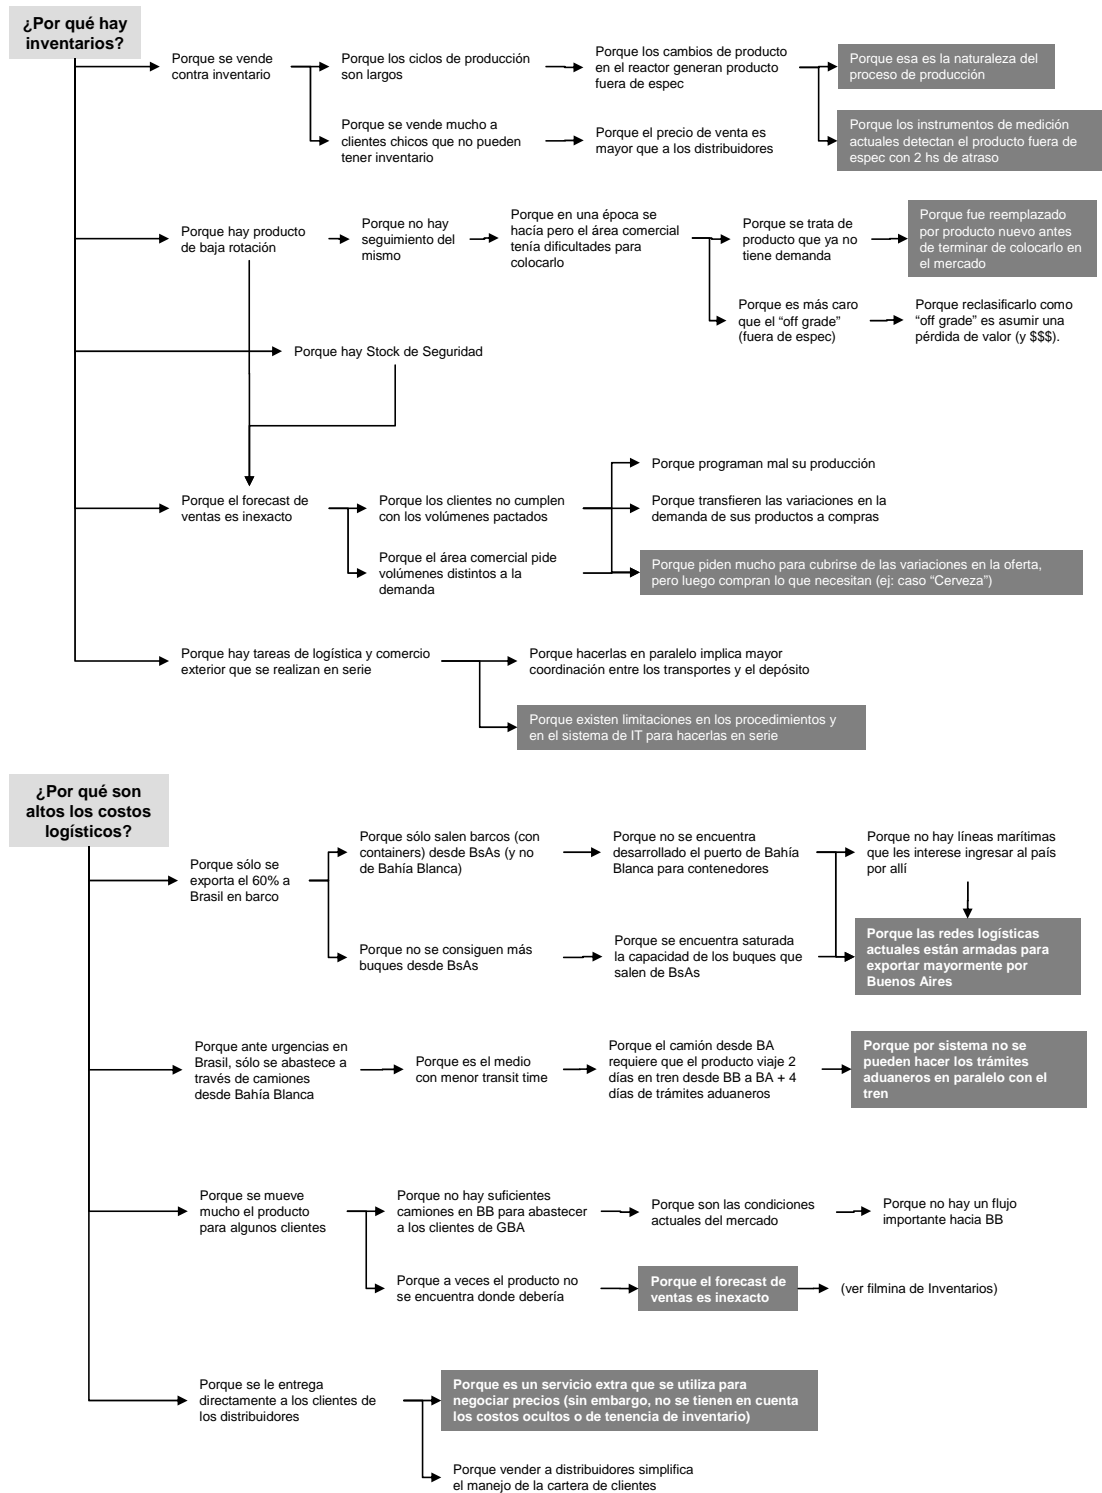 ¿Por qué hay
inventarios?
Porque se vende
contra inventario
Porque los ciclos de producción
son largos
Porque los cambios de producto
en el reactor generan producto
fuera de espec
Porque esa es la naturaleza del
proceso de producción
Porque se vende mucho a
clientes chicos que no pueden
tener inventario
Porque el precio de venta es
mayor que a los distribuidores
Porque los instrumentos de medición
actuales detectan el producto fuera de
espec con 2 hs de atraso
Porque hay producto
de baja rotación
Porque no hay
seguimiento del
mismo
Porque en una época se
hacía pero el área comercial
tenía dificultades para
colocarlo
Porque se trata de
producto que ya no
tiene demanda
Porque fue reemplazado
por producto nuevo antes
de terminar de colocarlo en
el mercado
Porque es más caro
que el “off grade”
(fuera de espec)
Porque reclasificarlo como
“off grade” es asumir una
pérdida de valor (y $$$).
Porque hay Stock de Seguridad
Porque el forecast de
ventas es inexacto
Porque los clientes no cumplen
con los volúmenes pactados
Porque el área comercial pide
volúmenes distintos a la
demanda
Porque programan mal su producción
Porque transfieren las variaciones en la
demanda de sus productos a compras
Porque piden mucho para cubrirse de las variaciones en la oferta,
pero luego compran lo que necesitan (ej: caso “Cerveza”)
Porque hay tareas de logística y comercio
exterior que se realizan en serie
Porque hacerlas en paralelo implica mayor
coordinación entre los transportes y el depósito
Porque existen limitaciones en los procedimientos y
en el sistema de IT para hacerlas en serie
¿Por qué son
altos los costos
logísticos?
Porque sólo se
exporta el 60% a
Brasil en barco
Porque sólo salen barcos (con
containers) desde BsAs (y no
de Bahía Blanca)
Porque no se encuentra
desarrollado el puerto de Bahía
Blanca para contenedores
Porque no hay líneas marítimas
que les interese ingresar al país
por allí
Porque no se consiguen más
buques desde BsAs
Porque se encuentra saturada
la capacidad de los buques que
salen de BsAs
Porque las redes logísticas
actuales están armadas para
exportar mayormente por
Buenos Aires
Porque ante urgencias en
Brasil, sólo se abastece a
través de camiones
desde Bahía Blanca
Porque es el medio
con menor transit time
Porque el camión desde BA
requiere que el producto viaje 2
días en tren desde BB a BA + 4
días de trámites aduaneros
Porque por sistema no se
pueden hacer los trámites
aduaneros en paralelo con el
tren
Porque se mueve
mucho el producto
para algunos clientes
Porque no hay suficientes
camiones en BB para abastecer
a los clientes de GBA
Porque son las condiciones
actuales del mercado
Porque no hay un flujo
importante hacia BB
Porque a veces el producto no
se encuentra donde debería
Porque el forecast de
ventas es inexacto
(ver filmina de Inventarios)
Porque se le entrega
directamente a los clientes de
los distribuidores
Porque es un servicio extra que se utiliza para
negociar precios (sin embargo, no se tienen en cuenta
los costos ocultos o de tenencia de inventario)
Porque vender a distribuidores simplifica
el manejo de la cartera de clientes